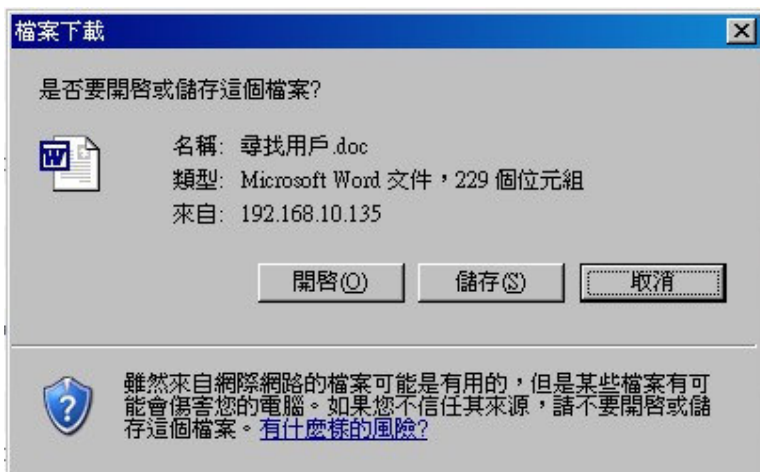 檔案下載
是否要開啓或儲存這個檔案?
名稱: 尋找用戶.doc
類型: Microsoft Word 文件，229 個位元組
來自: 192.168.10.135
開啓(O)
儲存(S)
取消
雖然來自網際網路的檔案可能是有用的，但是某些檔案有可
能會傷害您的電腦。如果您不信任其來源，請不要開啓或儲
存這個檔案。有什麼樣的風險?